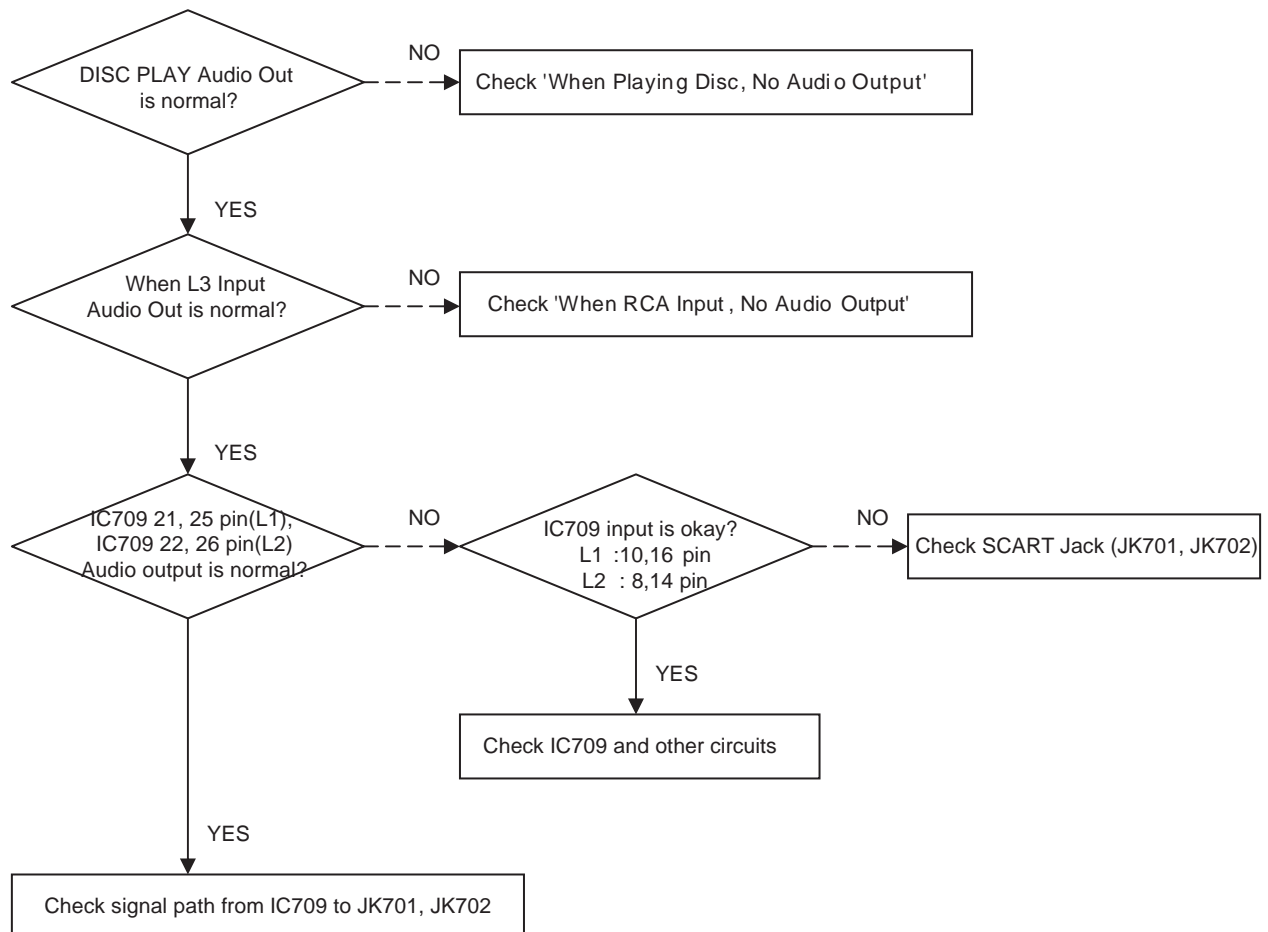 DISC PLAY Audio Out
is normal?
NO
Check 'When Playing Disc, No Audio Output'
YES
When L3 Input
Audio Out is normal?
NO
Check 'When RCA Input , No Audio Output'
YES
IC709 21, 25 pin(L1),
IC709 22, 26 pin(L2)
Audio output is normal?
NO
IC709 input is okay?
L1 :10,16 pin
L2 : 8,14 pin
NO
Check SCART Jack (JK701, JK702)
YES
Check IC709 and other circuits
YES
Check signal path from IC709 to JK701, JK702